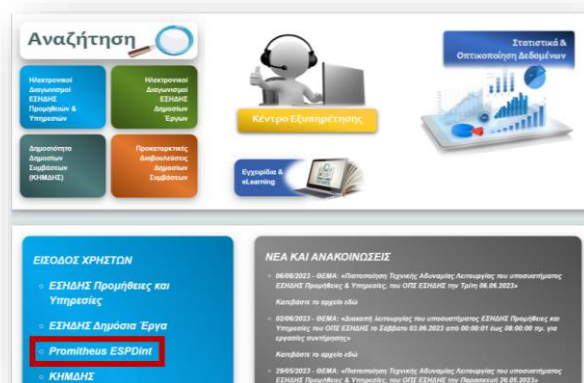 Αναζήτηση
Ηλεκτρονικοί
Διαγωνισμοί
ΕΣΗΔΗΣ
Προμηθειών &
Υπηρεσιών
Ηλεκτρονικοί
Διαγωνισμοί
ΕΣΗΔΗΣ
Δημοσίων
Έργων
Δημοσιότητα
Δημοσίων
Συμβάσεων
(ΚΗΜΔΗΣ)
Προκαταρκτικές
Διαβουλεύσεις
Δημοσίων
Συμβάσεων
Κέντρο Εξυπηρέτησης
Εγχειρίδια &
eLearning
Στατιστικά &
Οπτικοποίηση Δεδομένων
ΕΙΣΟΔΟΣ ΧΡΗΣΤΩΝ
ΕΣΗΔΗΣ Προμήθειες και
Υπηρεσίες
ΕΣΗΔΗΣ Δημόσια Έργα
Promitheus ESPDint
ΚΗΜΔΗΣ
ΝΕΑ ΚΑΙ ΑΝΑΚΟΙΝΩΣΕΙΣ
06/06/2023 - ΘΕΜΑ: «Πιστοποίηση Τεχνικής Αδυναμίας Λειτουργίας του υποσυστήματος
ΕΣΗΔΗΣ Προμήθειες & Υπηρεσίες, του ΟΠΣ ΕΣΗΔΗΣ την Τρίτη 06.06.2023»
Κατεβάστε το αρχείο εδώ
02/06/2023 - ΘΕΜΑ: «Διακοπή λειτουργίας του υποσυστήματος ΕΣΗΔΗΣ Προμήθειες και
Υπηρεσίες του ΟΠΣ ΕΣΗΔΗΣ το Σάββατο 03.06.2023 από 00:00:01 έως 08:00:00 πμ. για
εργασίες συντήρησης»
Κατεβάστε το αρχείο εδώ
29/05/2023 - ΘΕΜΑ: «Πιστοποίηση Τεχνικής Αδυναμίας Λειτουργίας του υποσυστήματος
ΕΣΗΔΗΣ Προμήθειες & Υπηρεσίες, του ΟΠΣ ΕΣΗΔΗΣ την Παρασκευή 26.05.2023»